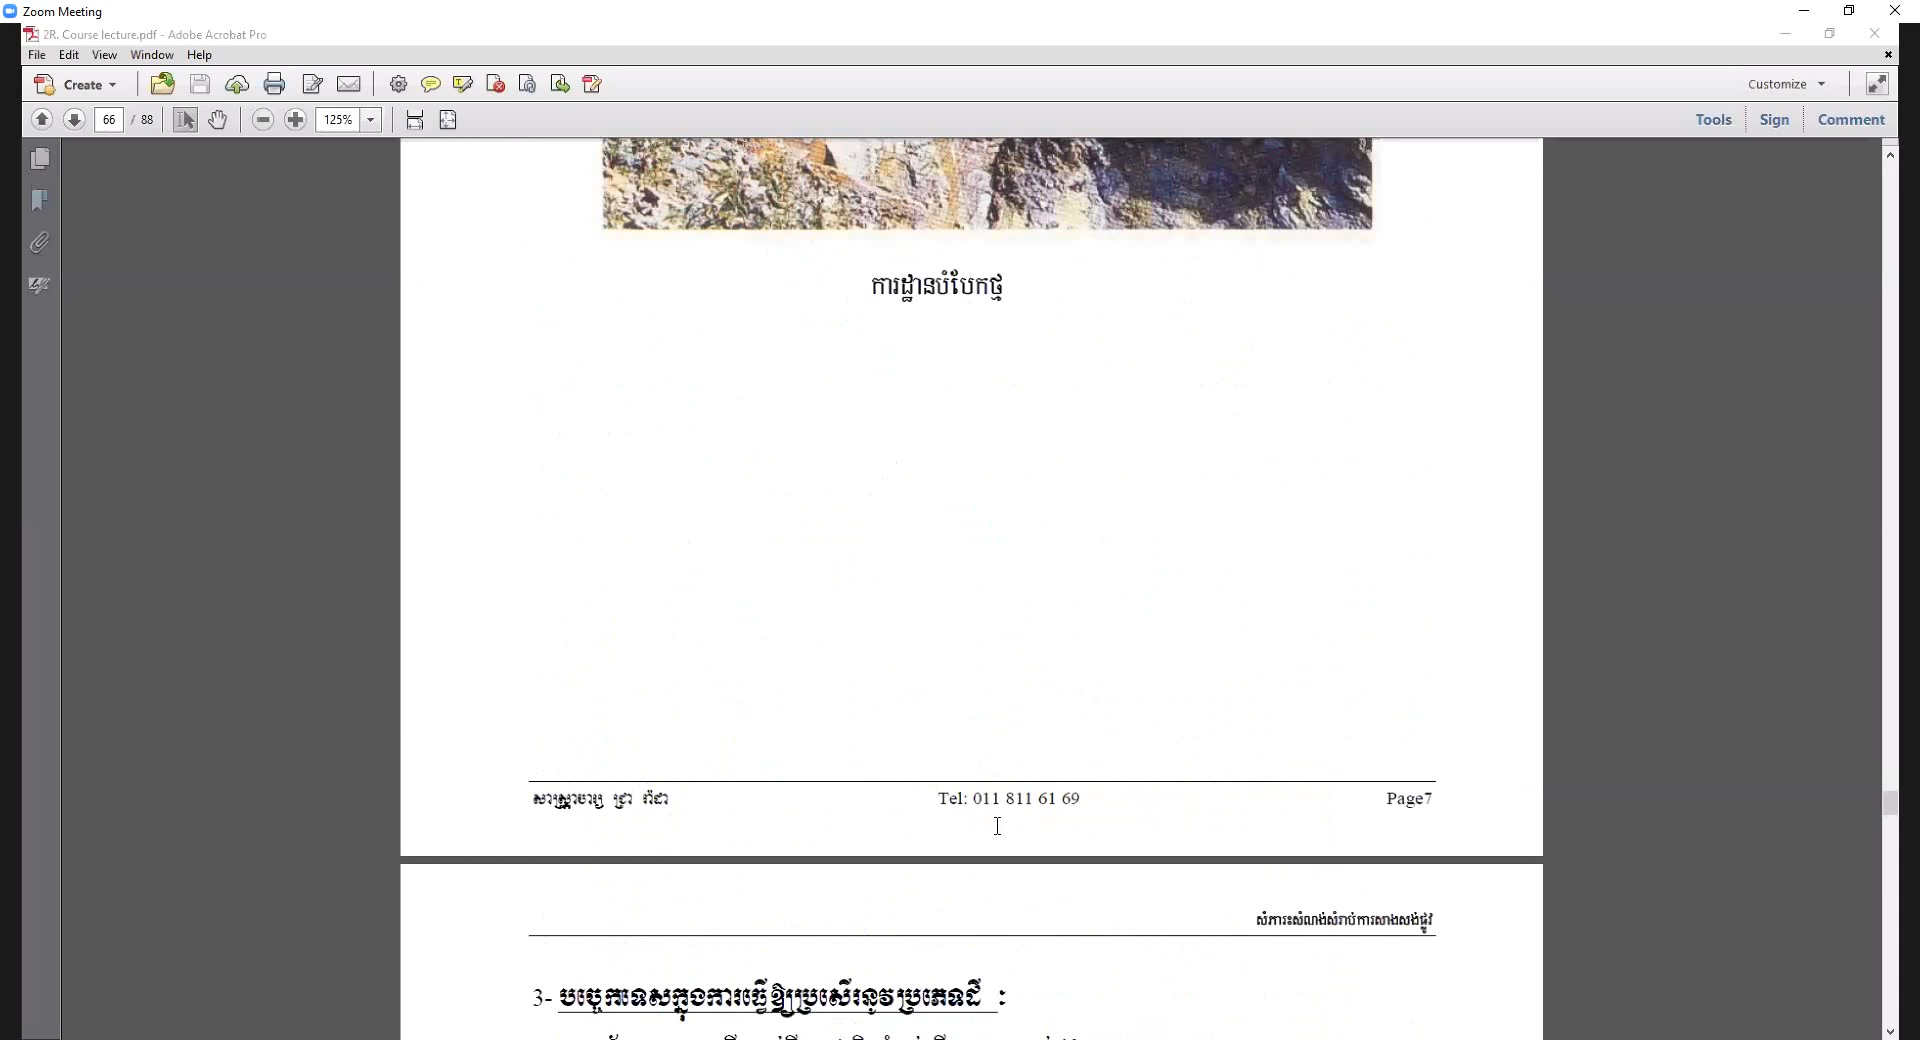 Zoom Meeting
2R. Course lecture.pdf - Adobe Acrobat Pro
File Edit View Window Help
Create Customize
66 / 88 125% Tools Sign Comment
ការដ្ឋានបំបែកថ្ម
សាស្ត្រាចារ្យ ជ្រា រ៉ាដា Tel: 011 811 61 69 Page7
សំភារះសំណង់សំរាប់ការសាងសង់ផ្លូវ
3- បច្ចេកទេសក្នុងការធ្វើឱ្យប្រសើរនូវប្រភេទដី ៈ